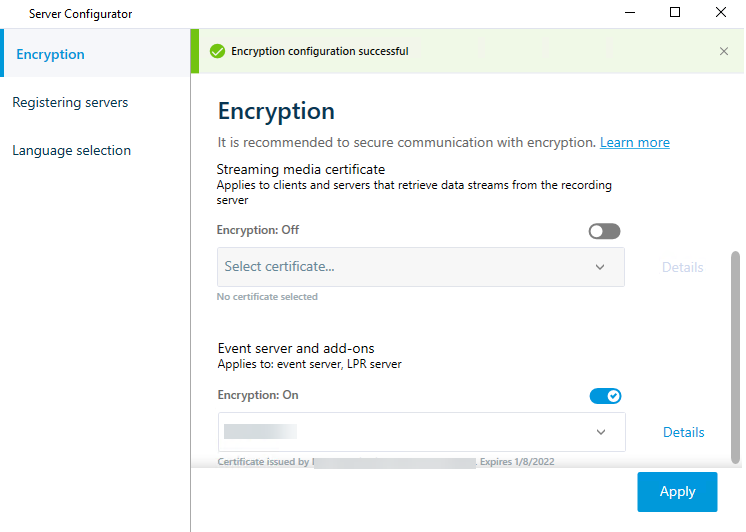 Server Configurator
Encryption
Registering servers
Language selection
Encryption configuration successful
Encryption
It is recommended to secure communication with encryption. Learn more
Streaming media certificate
Applies to clients and servers that retrieve data streams from the recording
server
Encryption: Off
Select certificate...
Details
No certificate selected
Event server and add-ons
Applies to: event server, LPR server
Encryption: On
Details
Certificate issued by . Expires 1/8/2022
Apply